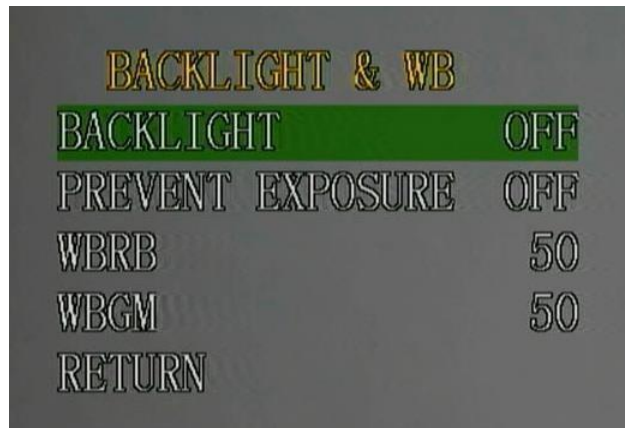 BACKLIGHT & WB
BACKLIGHT OFF
PREVENT EXPOSURE OFF
WBRB 50
WBGM 50
RETURN